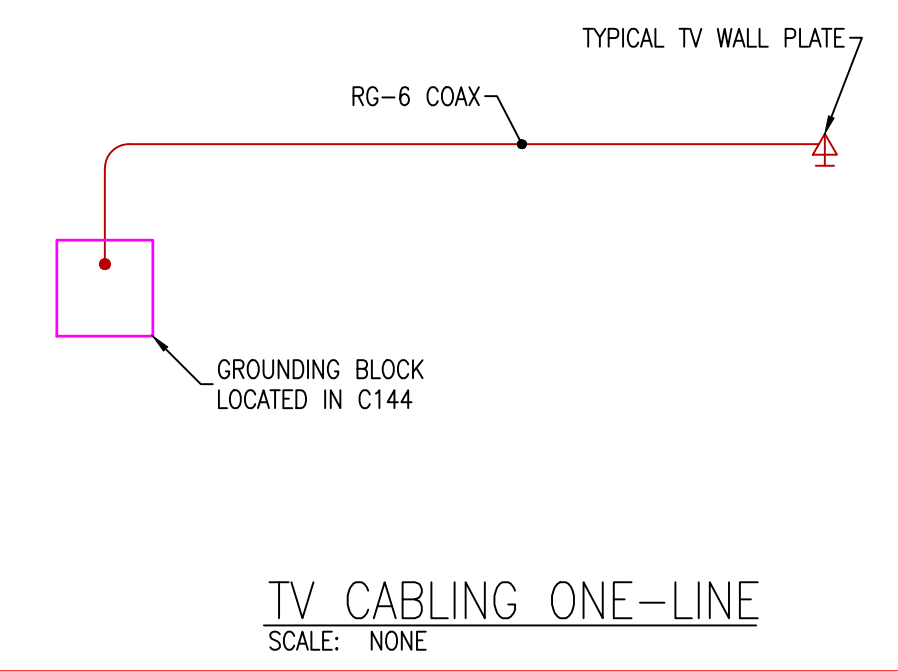 TYPICAL TV WALL PLATE
RG-6 COAX
GROUNDING BLOCK
LOCATED IN C144
TV CABLING ONE-LINE
SCALE: NONE